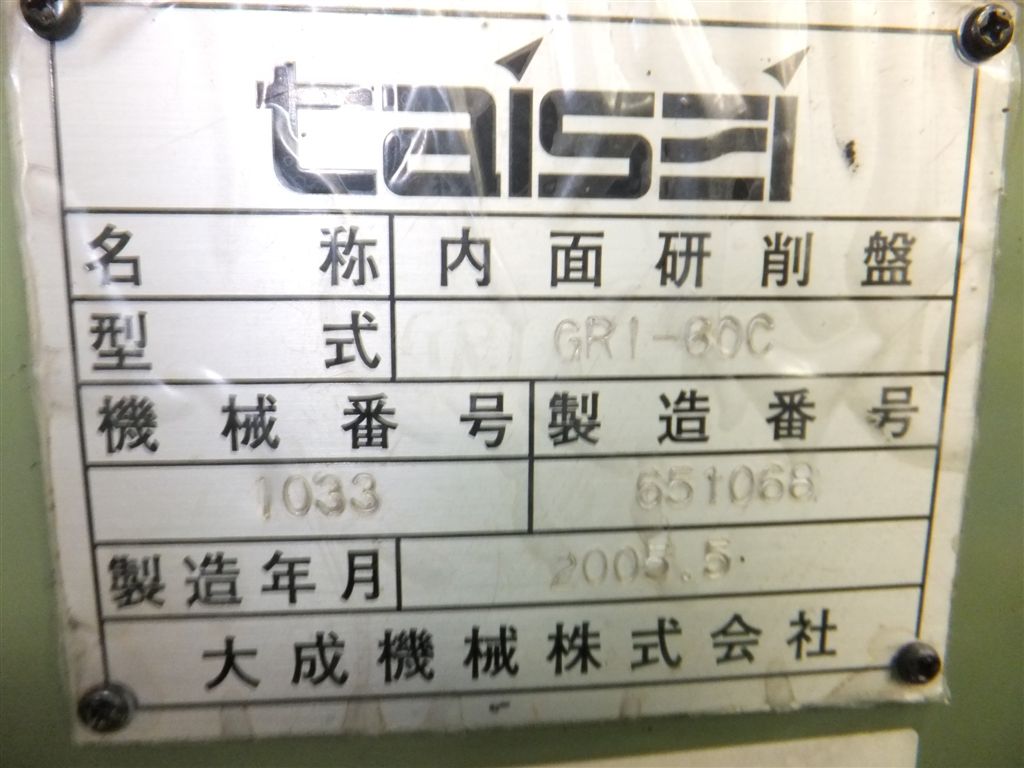 taisei
名称 内面研削盤
型式 GRI-60C
機械番号 製造番号
1033 651068
製造年月 2005.5
大成機械株式会社